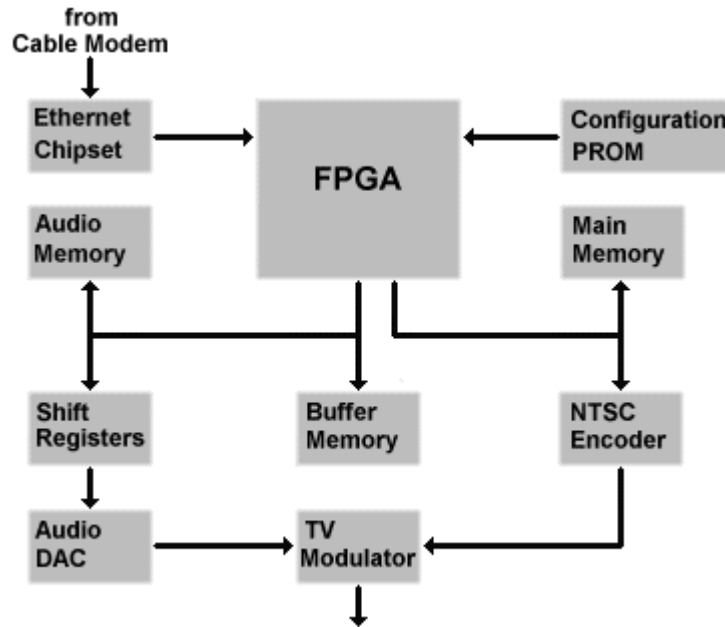 from
Cable Modem
Ethernet
Chipset
FPGA
Configuration
PROM
Audio
Memory
Main
Memory
Shift
Registers
Buffer
Memory
NTSC
Encoder
Audio
DAC
TV
Modulator